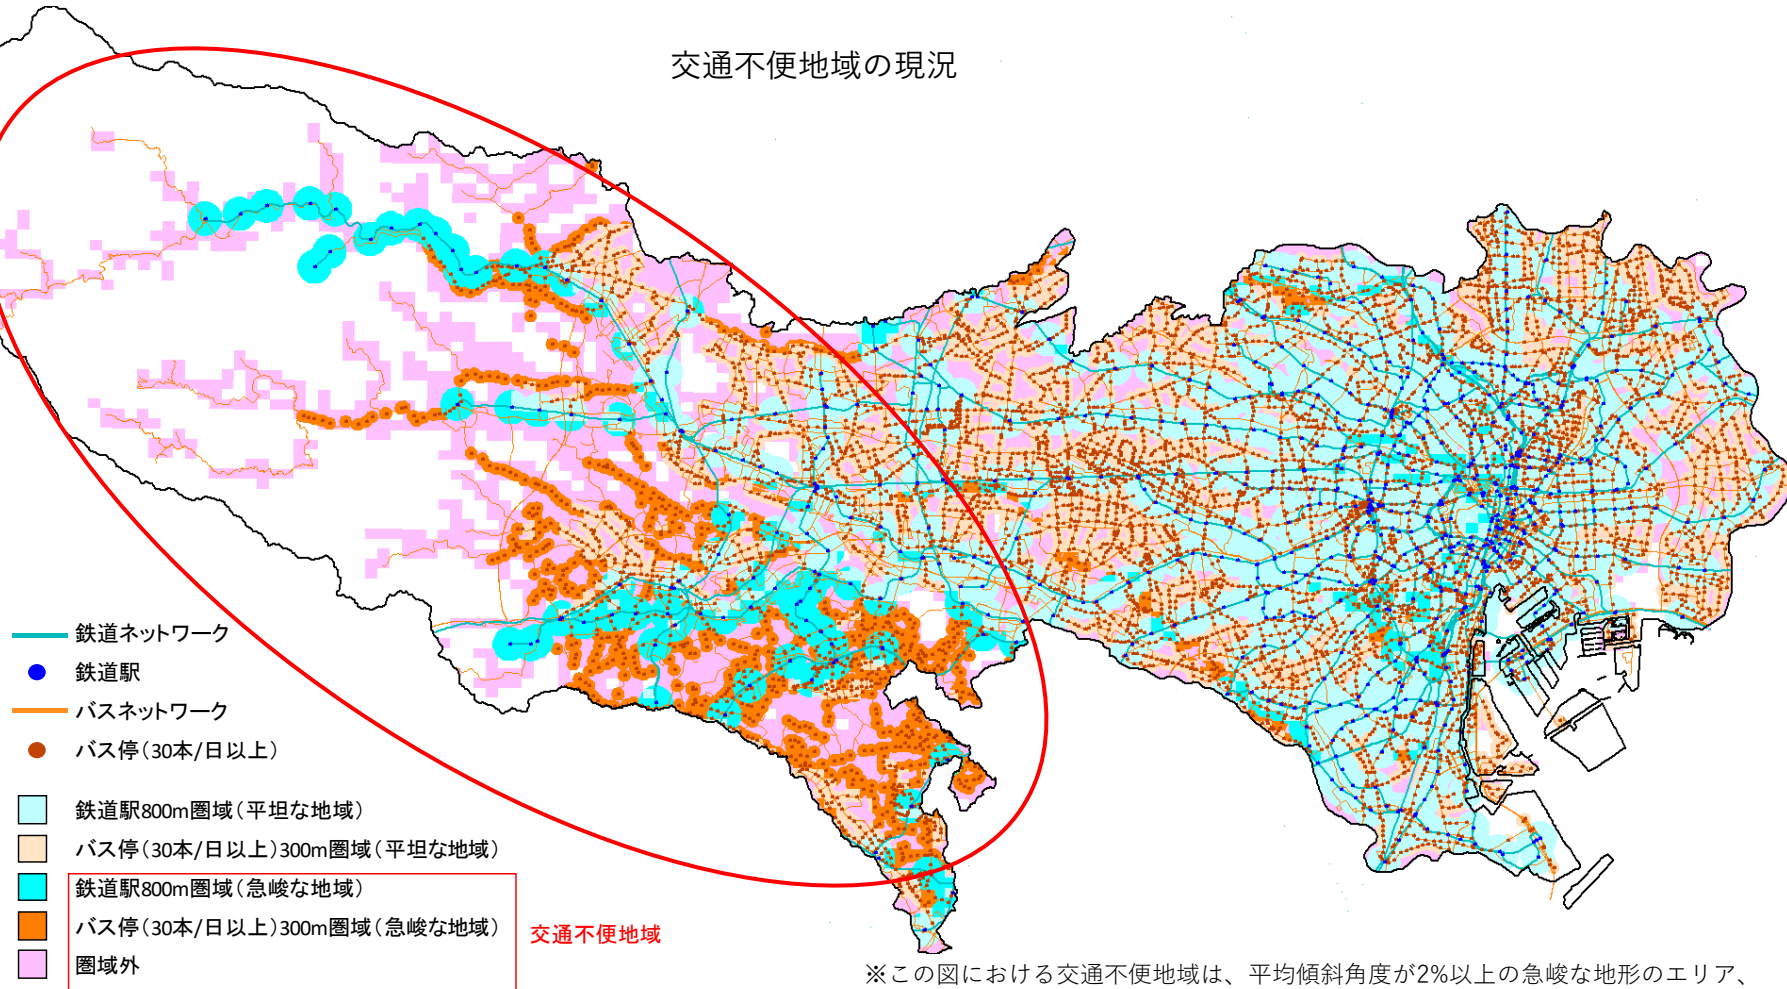 交通不便地域の現況
鉄道ネットワーク
鉄道駅
バスネットワーク
バス停(30本/日以上)
鉄道駅800m圏域(平坦な地域)
バス停(30本/日以上)300m圏域(平坦な地域)
鉄道駅800m圏域(急峻な地域)
バス停(30本/日以上)300m圏域(急峻な地域)
圏域外
交通不便地域
※この図における交通不便地域は、平均傾斜角度が2%以上の急峻な地形のエリア、